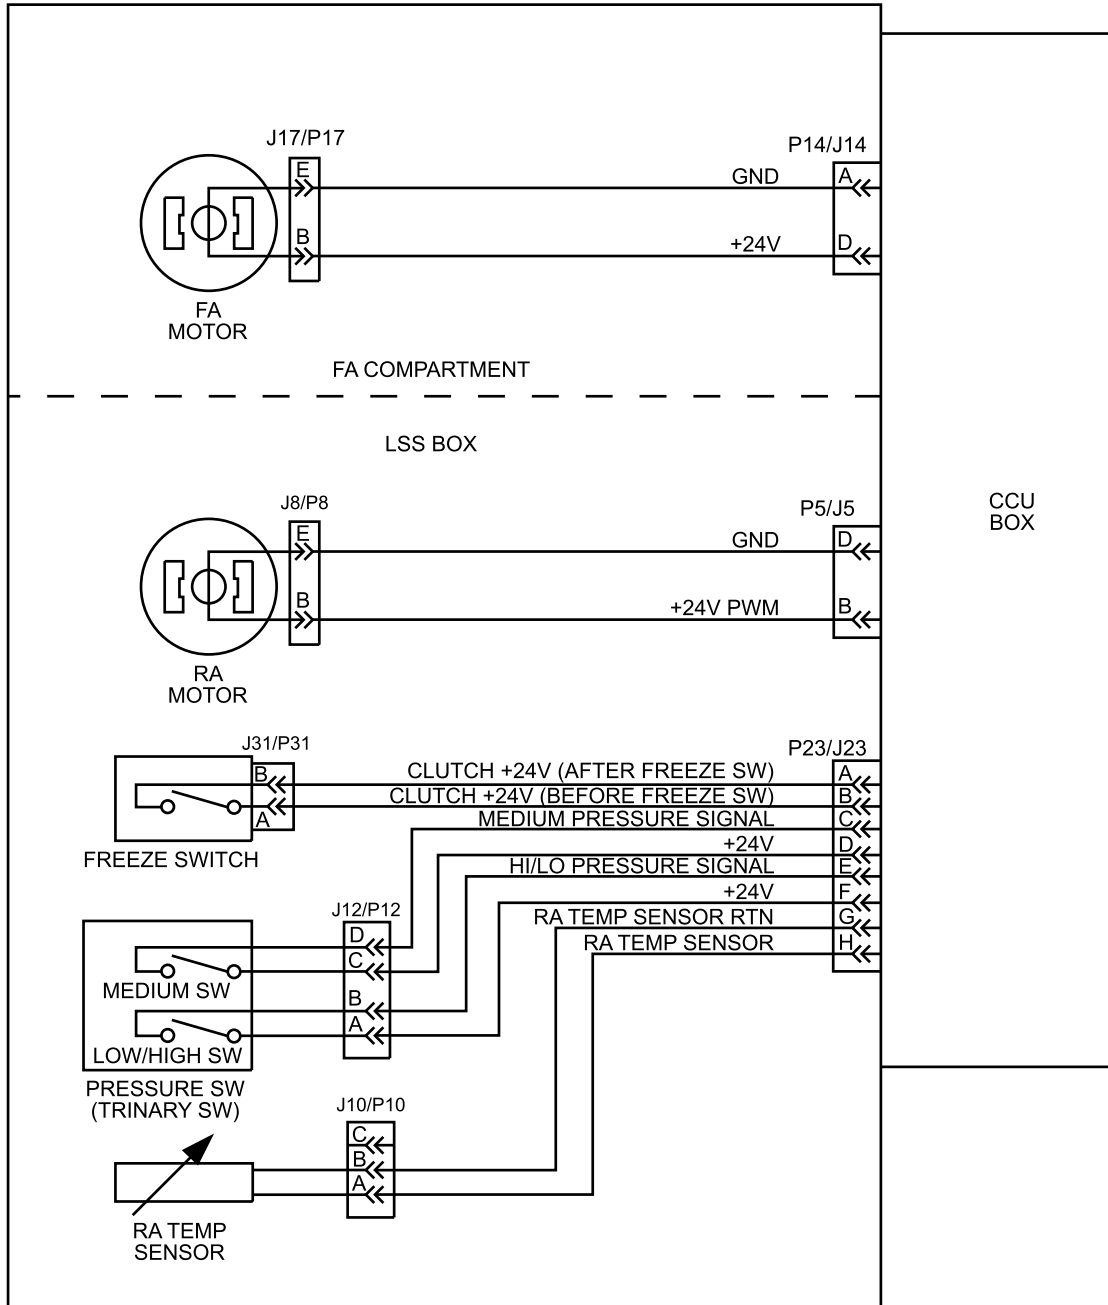 J17/P17
P14/J14
E
GND
A
B
+24V
D
FA
MOTOR
FA COMPARTMENT
LSS BOX
CCU
BOX
J8/P8
P5/J5
E
GND
D
B
+24V PWM
B
RA
MOTOR
J31/P31
P23/J23
B
CLUTCH +24V (AFTER FREEZE SW)
A
CLUTCH +24V (BEFORE FREEZE SW)
B
A
MEDIUM PRESSURE SIGNAL
C
FREEZE SWITCH
+24V
D
HI/LO PRESSURE SIGNAL
E
+24V
F
J12/P12
RA TEMP SENSOR RTN
G
D
RA TEMP SENSOR
H
C
MEDIUM SW
B
A
LOW/HIGH SW
PRESSURE SW
(TRINARY SW)
J10/P10
C
B
A
RA TEMP
SENSOR